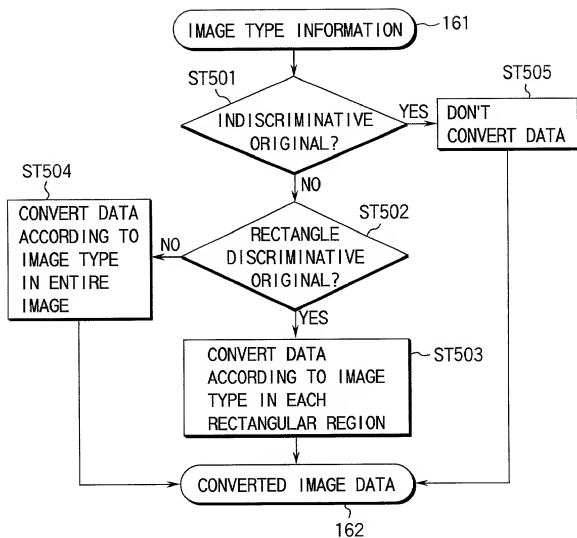 IMAGE TYPE INFORMATION
161
ST501
INDISCRIMINATIVE
ORIGINAL?
YES
ST505
DON'T
CONVERT DATA
NO
ST504
CONVERT DATA
ACCORDING TO
IMAGE TYPE
IN ENTIRE
IMAGE
NO
ST502
RECTANGLE
DISCRIMINATIVE
ORIGINAL?
YES
CONVERT DATA
ACCORDING TO IMAGE
TYPE IN EACH
RECTANGULAR REGION
ST503
CONVERTED IMAGE DATA
162